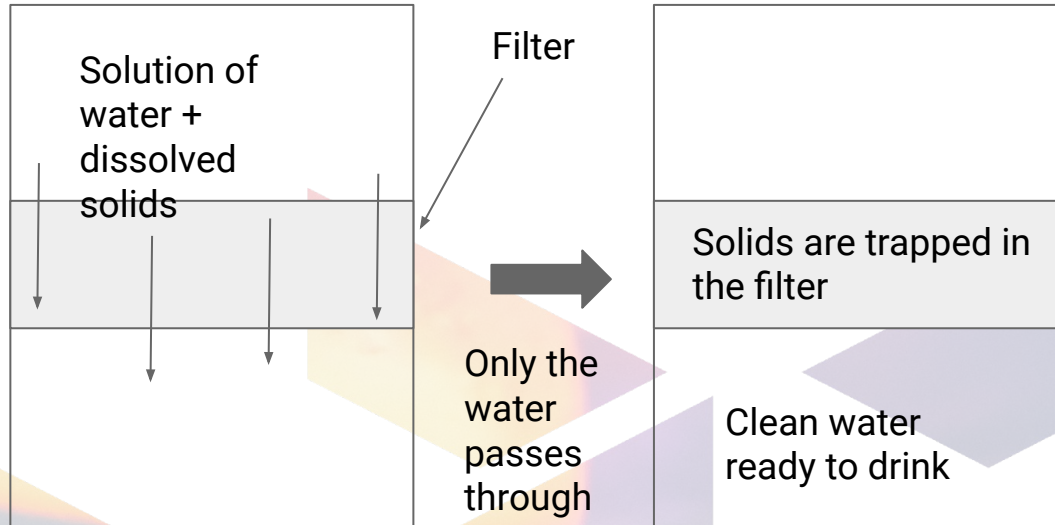 Solution of
water +
dissolved
solids
Filter
Only the
water
passes
through
Solids are trapped in
the filter
Clean water
ready to drink